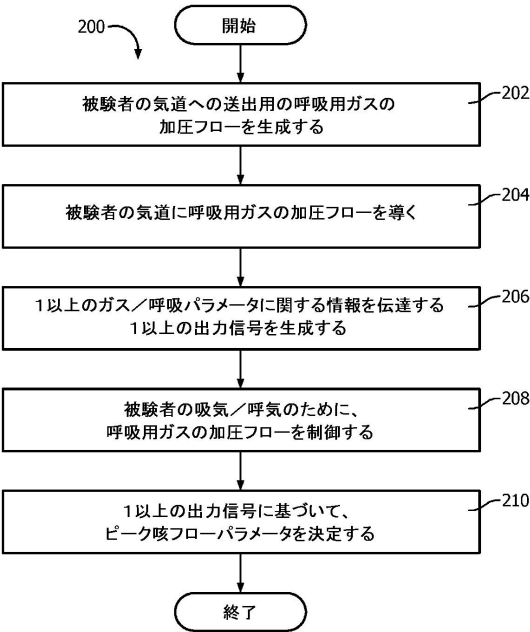 200
開始
被験者の気道への送出用の呼吸用ガスの
加圧フローを生成する
202
被験者の気道に呼吸用ガスの加圧フローを導く
204
1以上のガス／呼吸パラメータに関する情報を伝達する
1以上の出力信号を生成する
206
被験者の吸気／呼気のために、
呼吸用ガスの加圧フローを制御する
208
1以上の出力信号に基づいて、
ピーク咳フローパラメータを決定する
210
終了